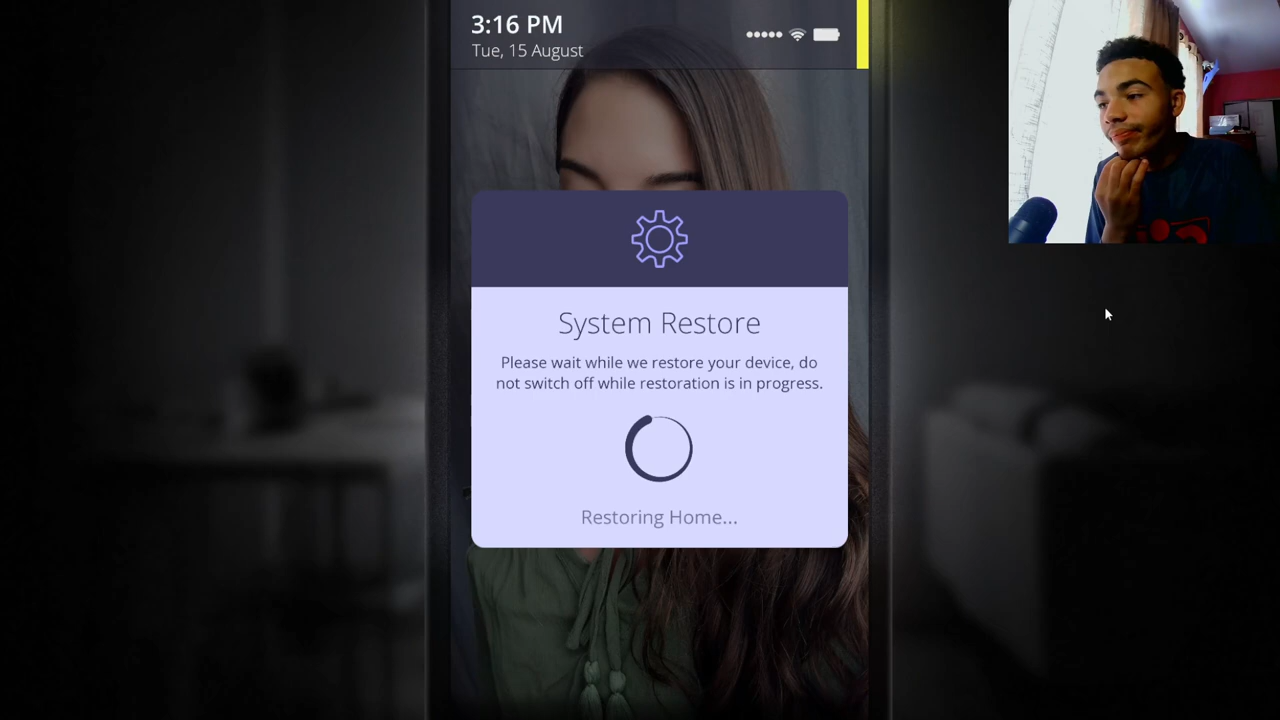 3:16 PM
Tue, 15 August
System Restore
Please wait while we restore your device, do
not switch off while restoration is in progress.
Restoring Home...